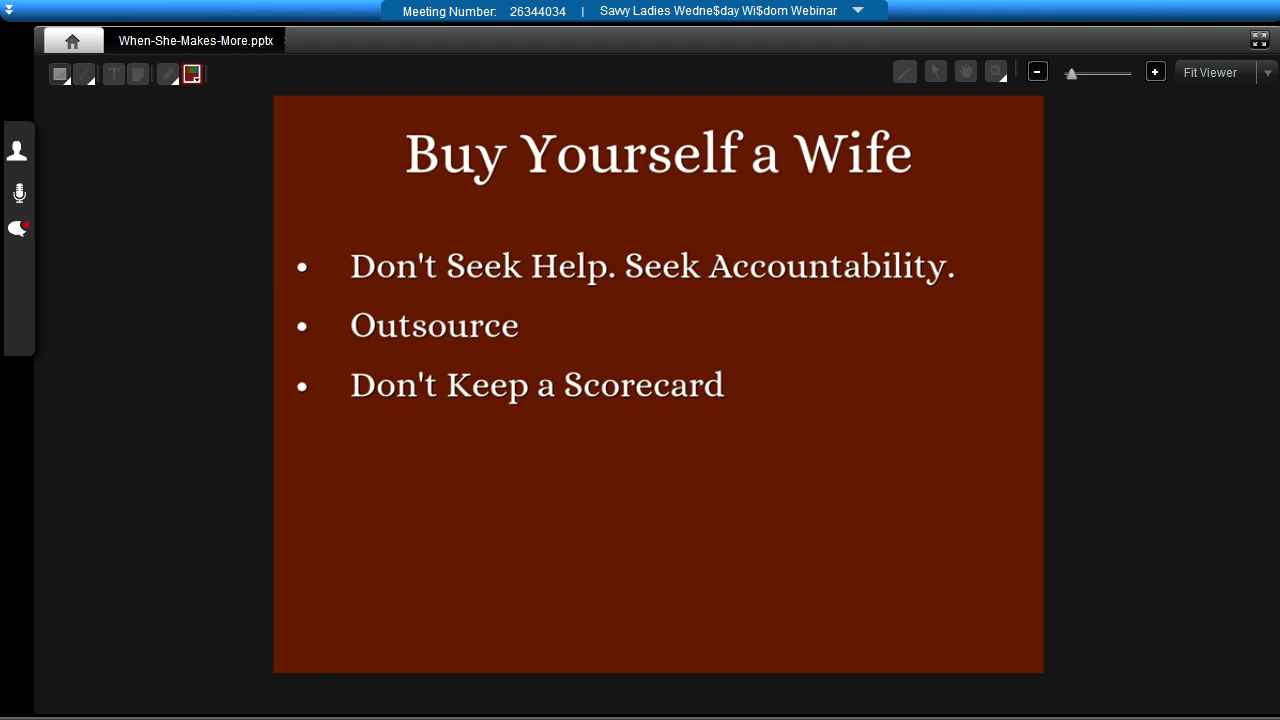 Meeting Number: 26344034 | Savvy Ladies Wedne$day Wi$dom Webinar
When-She-Makes-More.pptx
T
Fit Viewer
Buy Yourself a Wife
• Don't Seek Help. Seek Accountability.
• Outsource
• Don't Keep a Scorecard